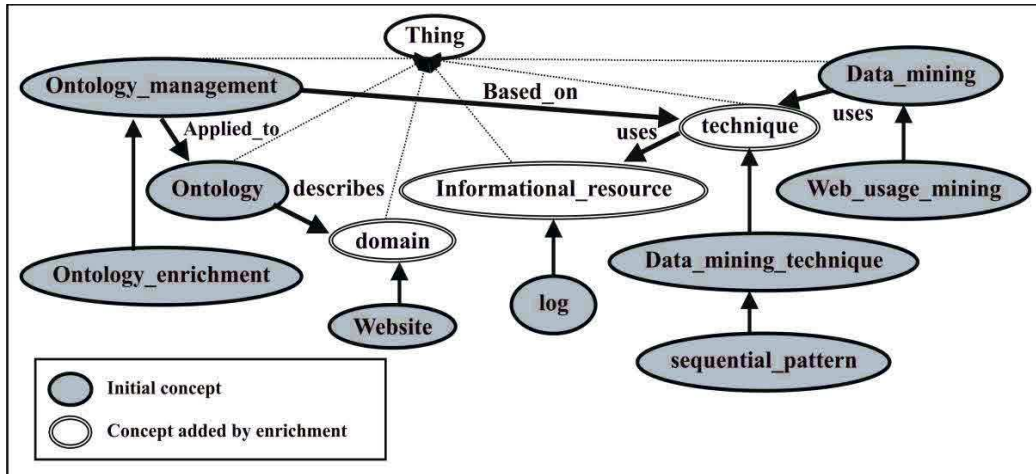 Thing
Ontology_management
Data_mining
Based_on
Applied_to
uses
technique
uses
Ontology
describes
Informational_resource
Web_usage_mining
domain
Ontology_enrichment
Data_mining_technique
log
Website
sequential_pattern
Initial concept
Concept added by enrichment